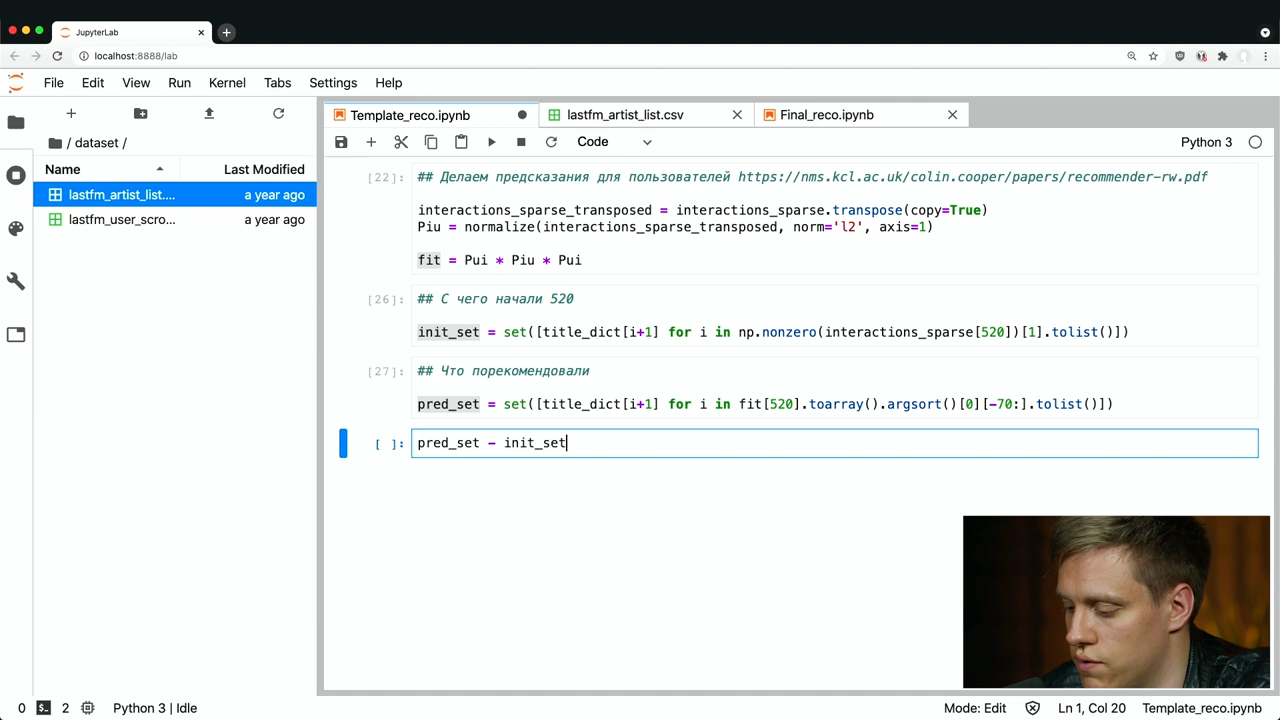 JupyterLab
localhost:8888/lab
File Edit View Run Kernel Tabs Settings Help
Template_reco.ipynb
lastfm_artist_list.csv
Final_reco.ipynb
/ dataset /
Code
Python 3
Name
Last Modified
lastfm_artist_list.... a year ago
lastfm_user_scro... a year ago
[22]: ## Делаем предсказания для пользователей https://nms.kcl.ac.uk/colin.cooper/papers/recommender-rw.pdf
interactions_sparse_transposed = interactions_sparse.transpose(copy=True)
Piu = normalize(interactions_sparse_transposed, norm='l2', axis=1)
fit = Pui * Piu * Pui
[26]: ## С чего начали 520
init_set = set([title_dict[i+1] for i in np.nonzero(interactions_sparse[520])[1].tolist()])
[27]: ## Что порекомендовали
pred_set = set([title_dict[i+1] for i in fit[520].toarray().argsort()[0][-70:].tolist()])
[ ]: pred_set - init_set
0 2 Python 3 | Idle
Mode: Edit Ln 1, Col 20 Template_reco.ipynb